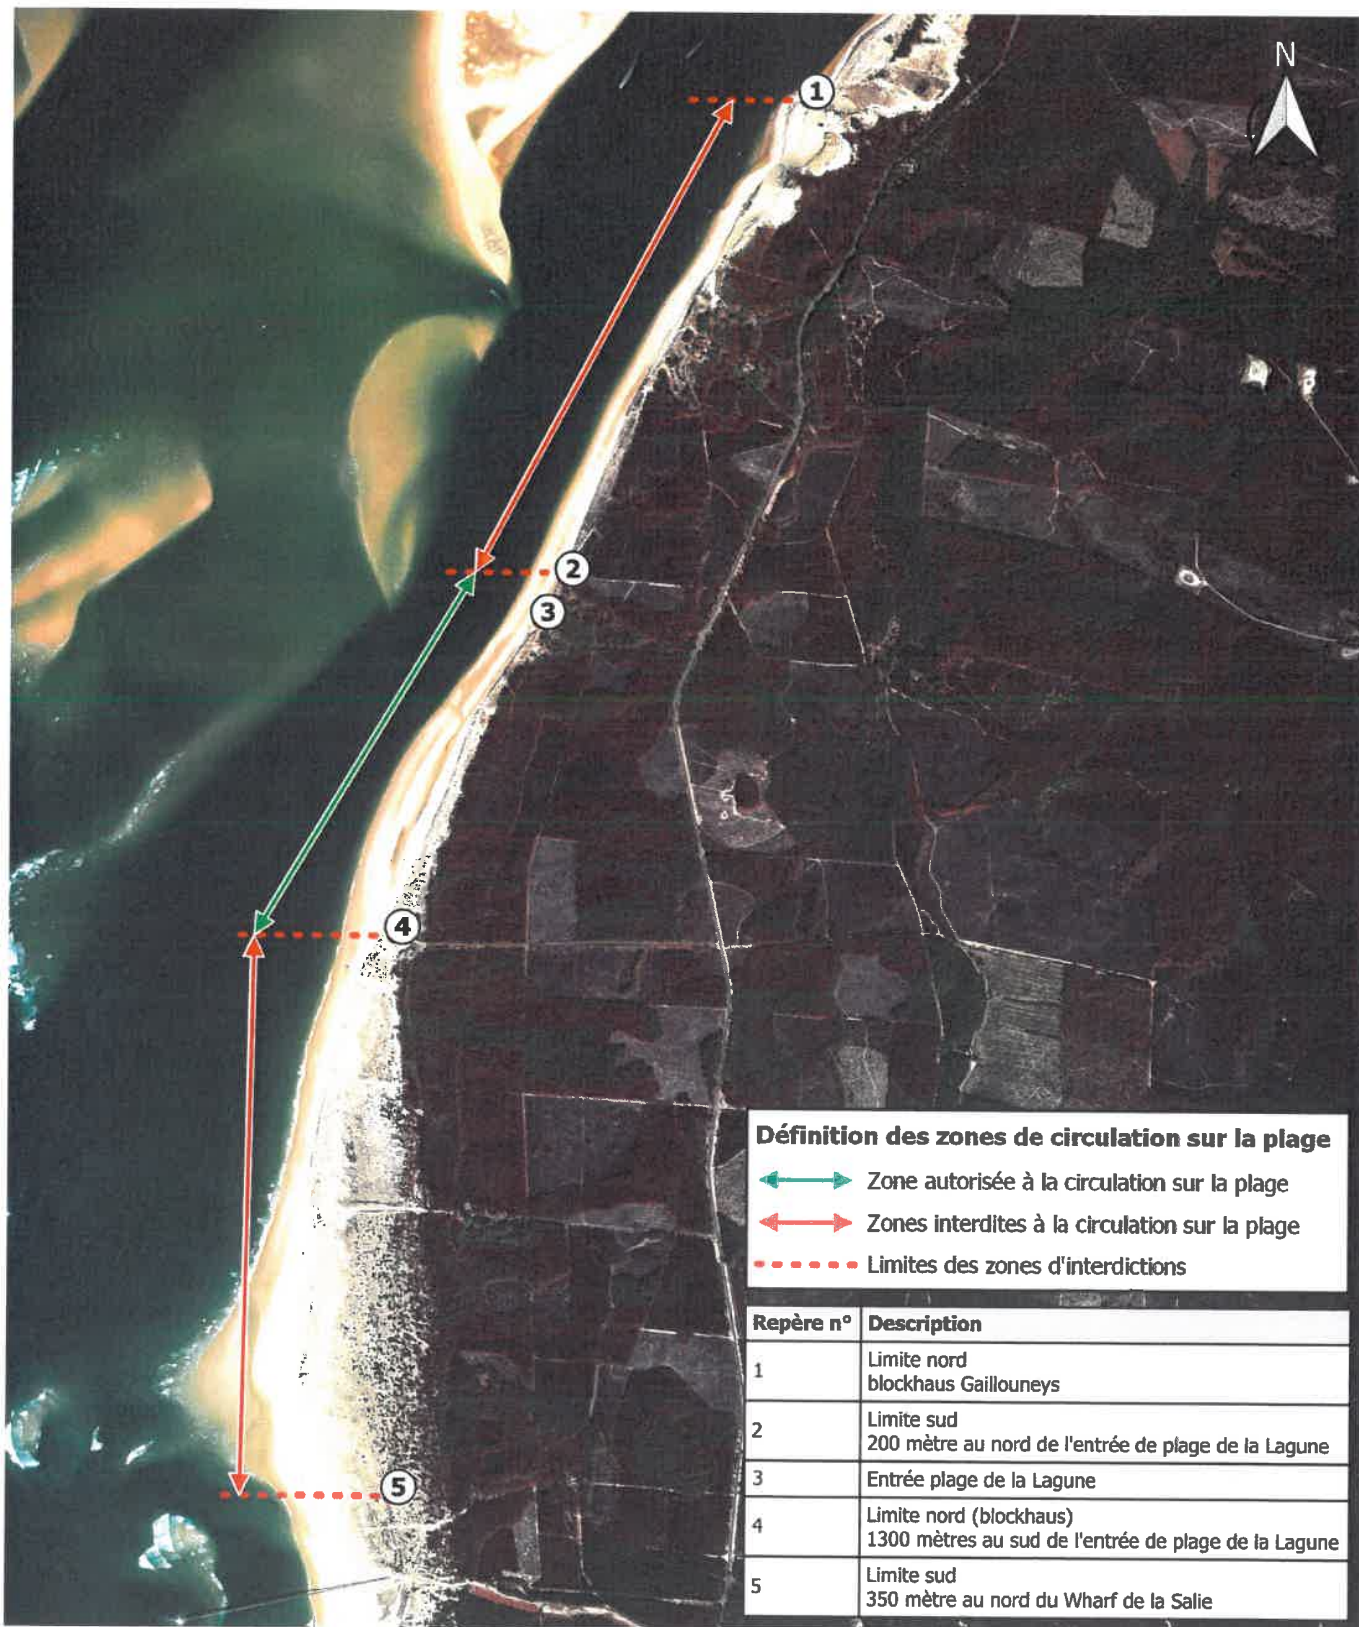 N
1
2
3
4
5
Définition des zones de circulation sur la plage
Zone autorisée à la circulation sur la plage
Zones interdites à la circulation sur la plage
Limites des zones d'interdictions
Repère n° Description
1 Limite nord
blockhaus Gaillouneys
2 Limite sud
200 mètre au nord de l'entrée de plage de la Lagune
3 Entrée plage de la Lagune
4 Limite nord (blockhaus)
1300 mètres au sud de l'entrée de plage de la Lagune
5 Limite sud
350 mètre au nord du Wharf de la Salie